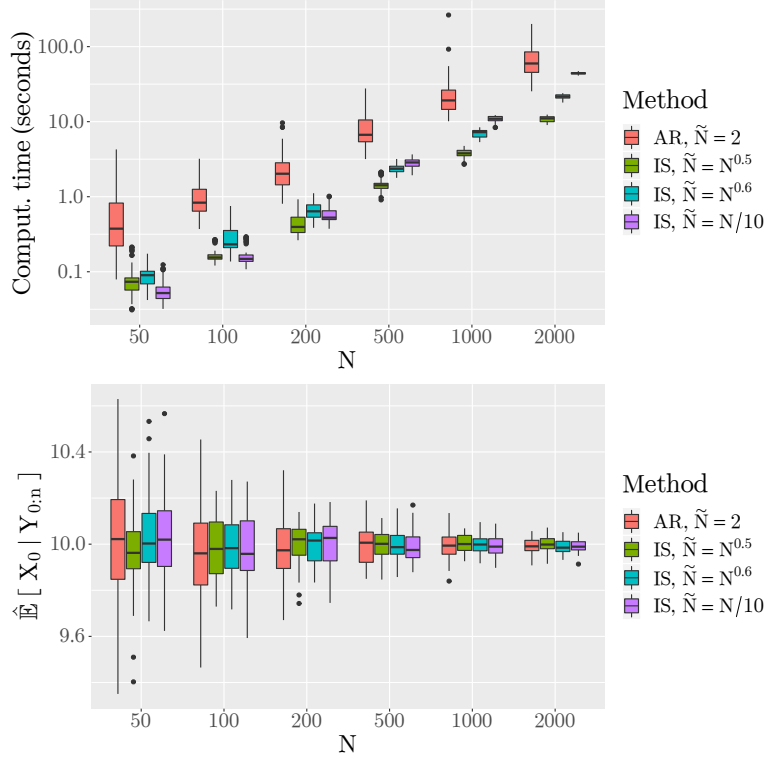 Comput. time (seconds)
100.0
10.0
1.0
0.1
50 100 200 500 1000 2000
N
Method
AR, Ñ = 2
IS, Ñ = N^0.5
IS, Ñ = N^0.6
IS, Ñ = N/10
𝔼̂ [ X₀ | Y₀:ₙ ]
10.4
10.0
9.6
50 100 200 500 1000 2000
N
Method
AR, Ñ = 2
IS, Ñ = N^0.5
IS, Ñ = N^0.6
IS, Ñ = N/10